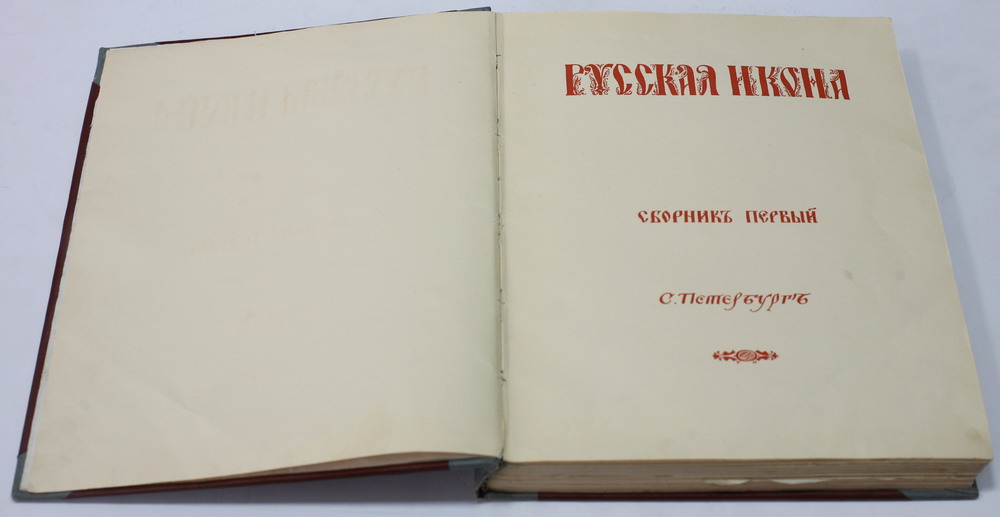 РУССКАЯ ИКОНА
СБОРНИКЪ ПЕРВЫЙ
С.Петербургъ